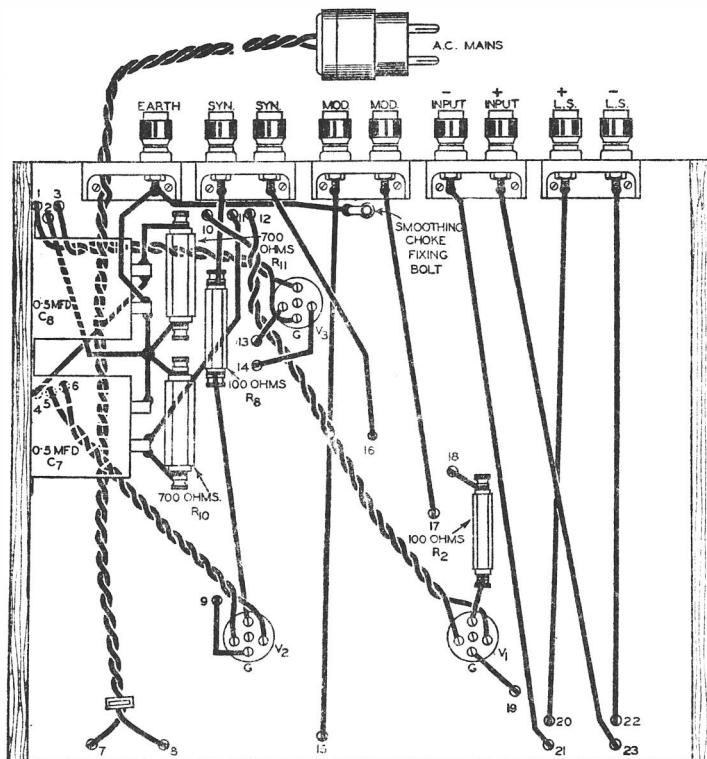 A.C. MAINS
EARTH
SYN.
SYN.
MOD
MOD.
− INPUT
+ INPUT
+ L.S.
− L.S.
1
2
3
10
11
12
SMOOTHING
CHOKE
FIXING
BOLT
700
OHMS
R11
0·5 MFD
C8
G
V3
13
14
100 OHMS
R8
4
5
6
0·5 MFD
C7
16
18
700 OHMS.
R10
17
100 OHMS
R2
9
V2
G
V1
G
19
20
22
7
8
15
21
23